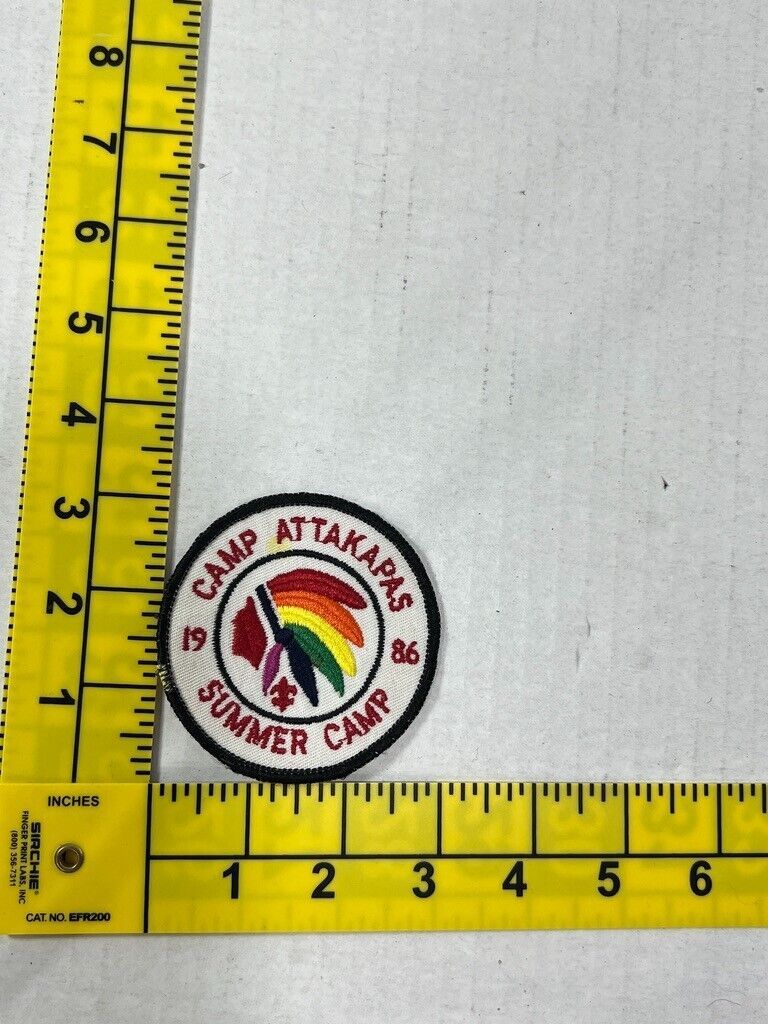 8
7
6
5
4
3
2
1
CAMP ATTAKAPAS
19 86
SUMMER CAMP
INCHES
SIRCHIE®
FINGER PRINT LABS, INC
(800) 356-7311
CAT. NO. EFR200
1 2 3 4 5 6